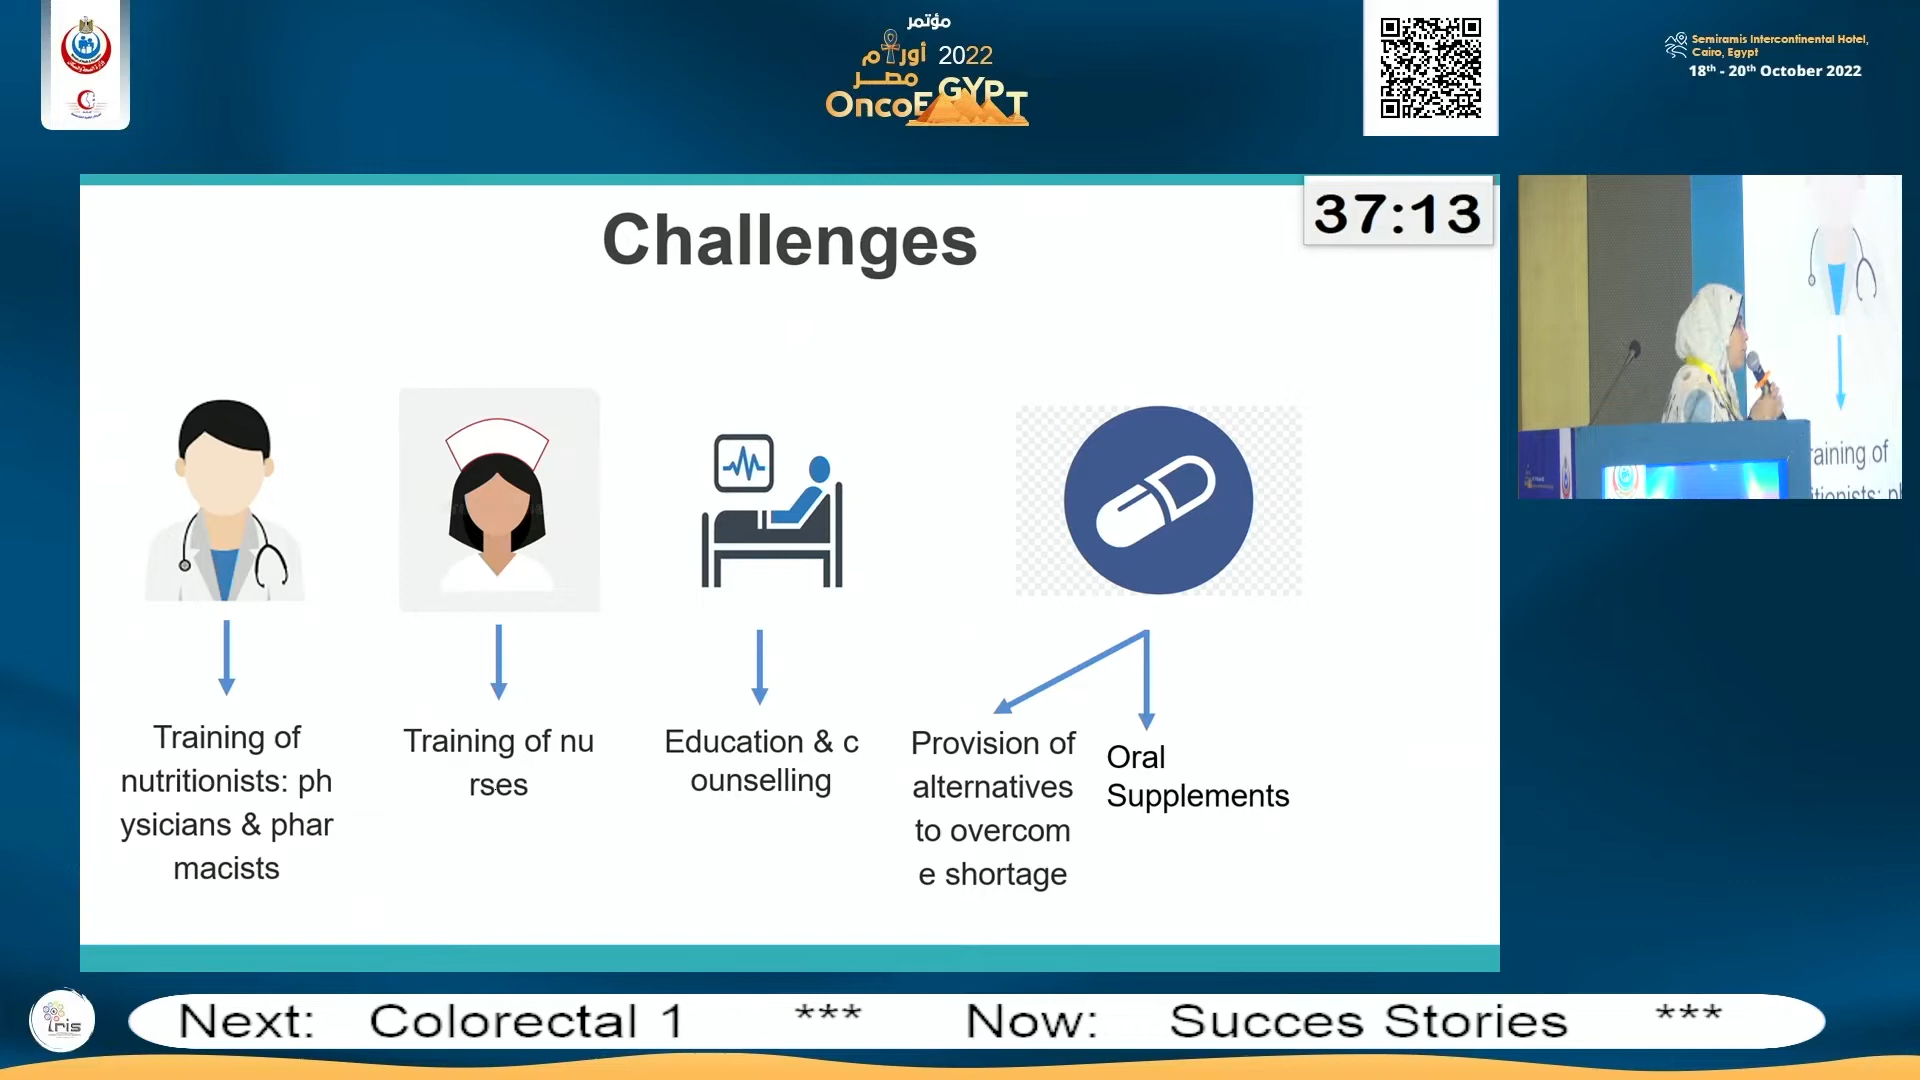 مؤتمر
أورام 2022
مصر
OncoEGYPT
Semiramis Intercontinental Hotel,
Cairo, Egypt
18th - 20th October 2022
37:13
Challenges
Training of
nutritionists: ph
ysicians & phar
macists
Training of nu
rses
Education & c
ounselling
Provision of
alternatives
to overcom
e shortage
Oral
Supplements
raining of
iris
Next: Colorectal 1 *** Now: Succes Stories ***